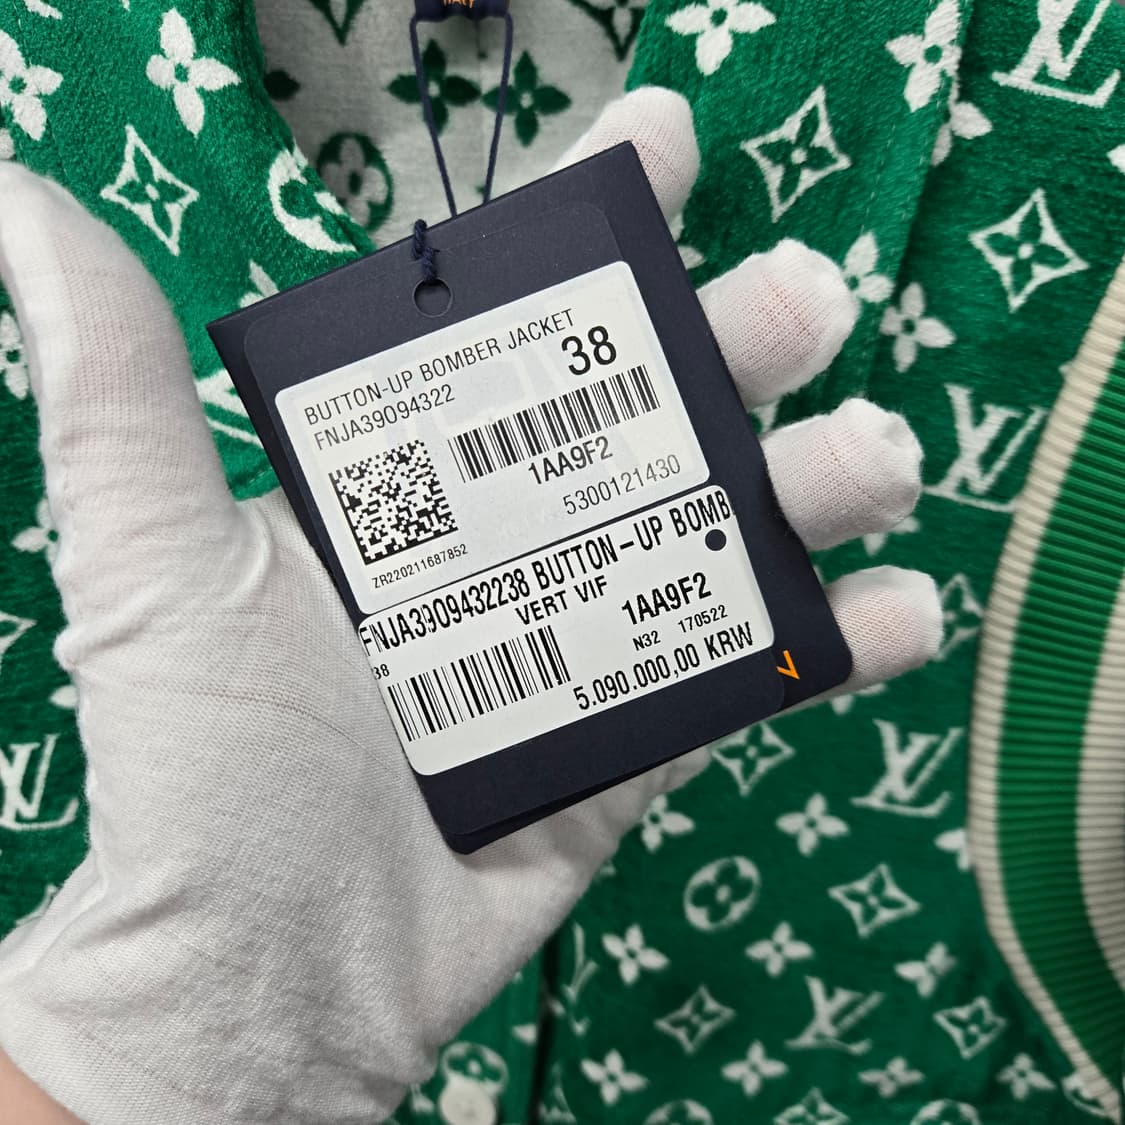 ITALY
BUTTON-UP BOMBER JACKET
FNJA39094322
38
1AA9F2
5300121430
ZR220211687852
FNJA3909432238 BUTTON-UP BOMB
VERT VIF
38
1AA9F2
N32 170522
5.090.000,00 KRW